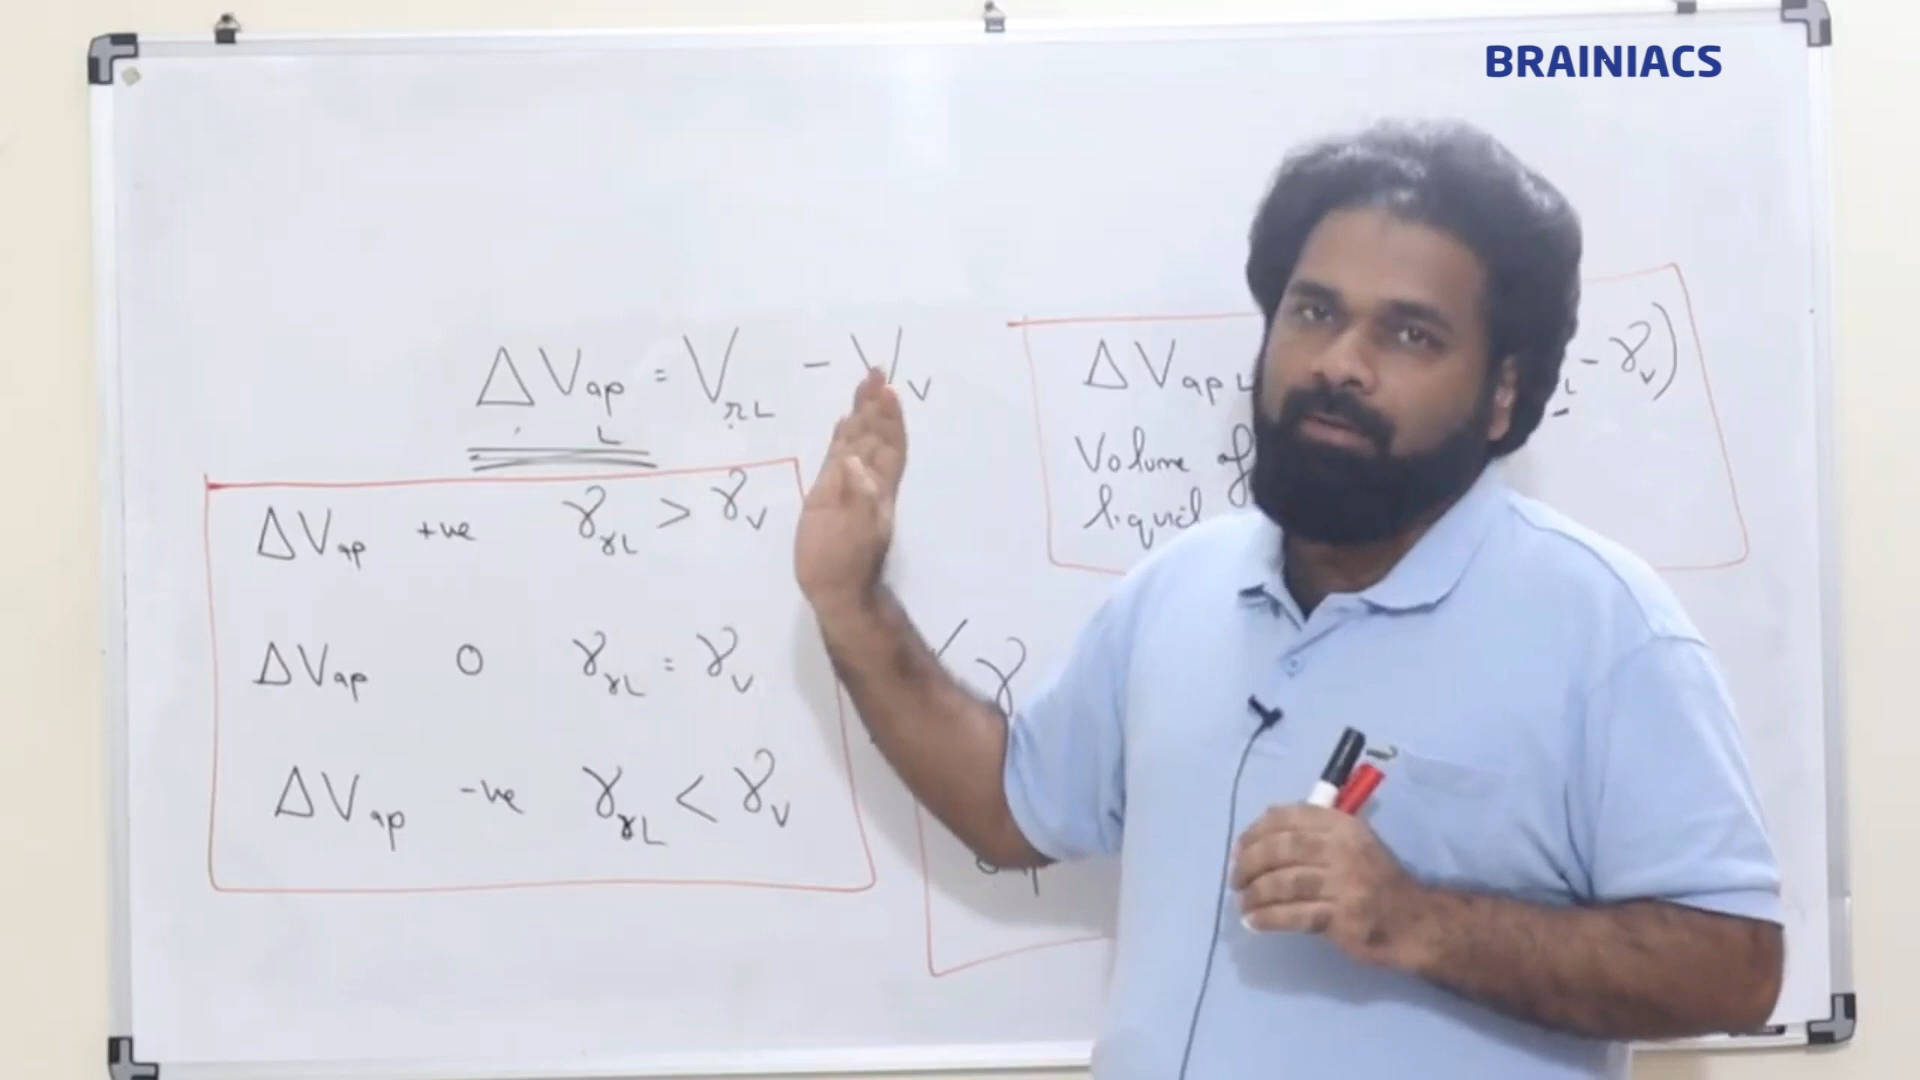 BRAINIACS
ΔV_ap L = V_rL - V_V
ΔV_ap +ve γ_rL > γ_V
ΔV_ap 0 γ_rL = γ_V
ΔV_ap -ve γ_rL < γ_V
ΔV_ap L - γ_V)
Volume of
liquid
γ